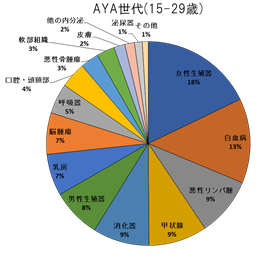 AYA世代(15-29歳)
女性生殖器
18%
白血病
13%
悪性リンパ腫
9%
甲状腺
9%
消化器
9%
男性生殖器
8%
乳房
7%
脳腫瘍
7%
呼吸器
5%
口腔・頭頸部
4%
悪性骨腫瘍
3%
軟部組織
3%
皮膚
2%
他の内分泌
2%
泌尿器
1%
その他
1%